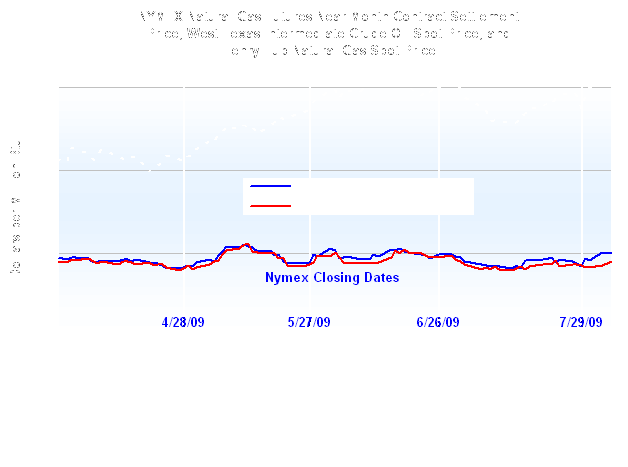 NYMEX Natural Gas Futures Near-Month Contract Settlement
Price, West Texas Intermediate Crude Oil Spot Price, and
Henry Hub Natural Gas Spot Price
Nymex Closing Dates
4/28/09
5/27/09
6/26/09
7/29/09